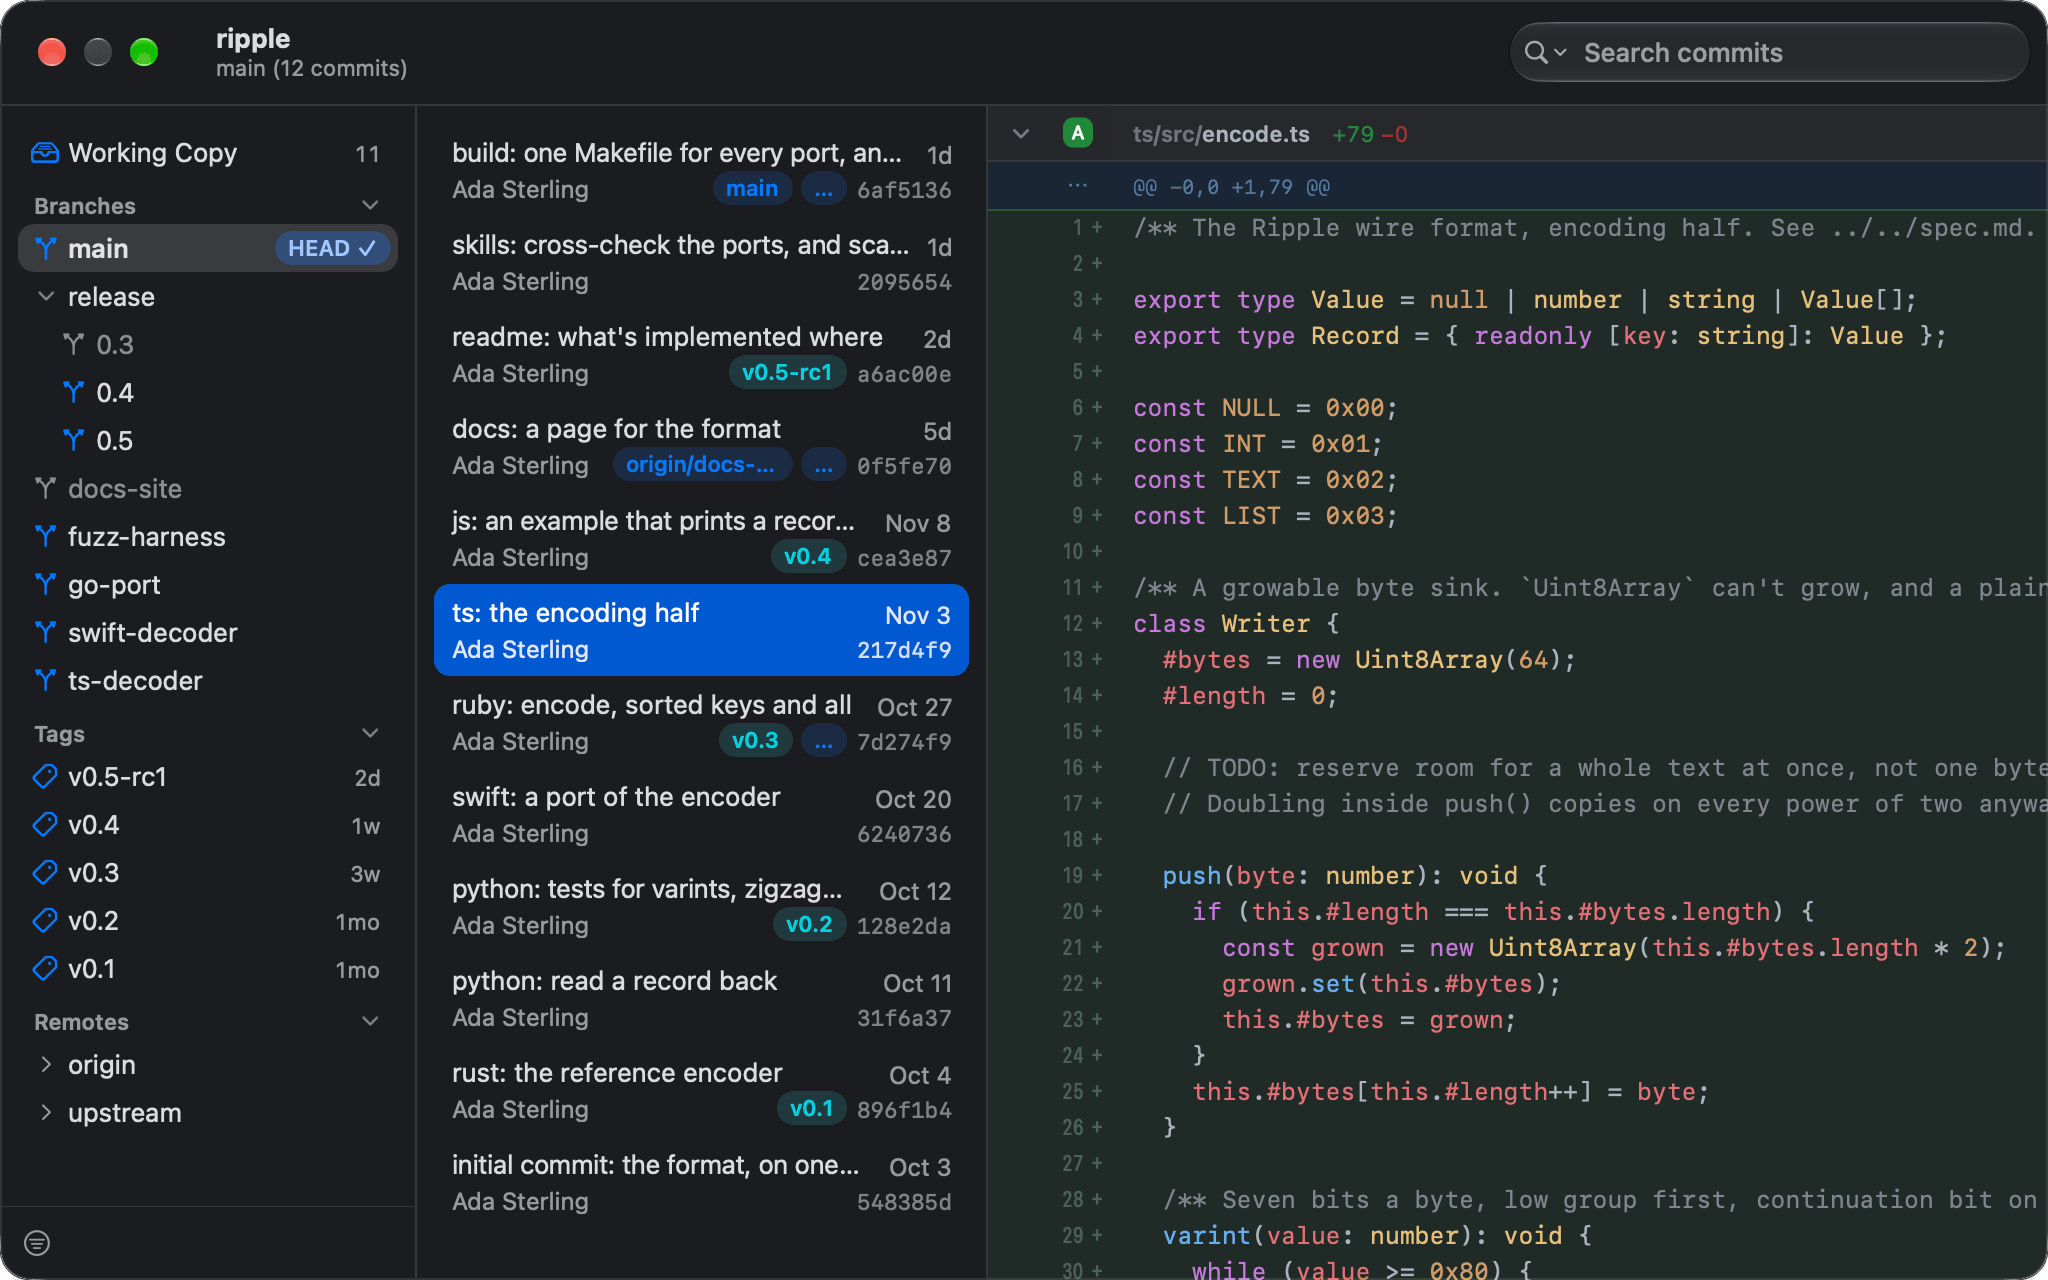 ripple
main (12 commits)
Search commits
Working Copy 11
Branches
main HEAD ✓
release
0.3
0.4
0.5
docs-site
fuzz-harness
go-port
swift-decoder
ts-decoder
Tags
v0.5-rc1 2d
v0.4 1w
v0.3 3w
v0.2 1mo
v0.1 1mo
Remotes
origin
upstream
build: one Makefile for every port, an... 1d
Ada Sterling main ... 6af5136
skills: cross-check the ports, and sca... 1d
Ada Sterling 2095654
readme: what's implemented where 2d
Ada Sterling v0.5-rc1 a6ac00e
docs: a page for the format 5d
Ada Sterling origin/docs-... ... 0f5fe70
js: an example that prints a recor... Nov 8
Ada Sterling v0.4 cea3e87
ts: the encoding half Nov 3
Ada Sterling 217d4f9
ruby: encode, sorted keys and all Oct 27
Ada Sterling v0.3 ... 7d274f9
swift: a port of the encoder Oct 20
Ada Sterling 6240736
python: tests for varints, zigzag... Oct 12
Ada Sterling v0.2 128e2da
python: read a record back Oct 11
Ada Sterling 31f6a37
rust: the reference encoder Oct 4
Ada Sterling v0.1 896f1b4
initial commit: the format, on one... Oct 3
Ada Sterling 548385d
A ts/src/encode.ts +79 −0
... @@ −0,0 +1,79 @@
1 + /** The Ripple wire format, encoding half. See ../../spec.md.
2 +
3 + export type Value = null | number | string | Value[];
4 + export type Record = { readonly [key: string]: Value };
5 +
6 + const NULL = 0x00;
7 + const INT = 0x01;
8 + const TEXT = 0x02;
9 + const LIST = 0x03;
10 +
11 + /** A growable byte sink. `Uint8Array` can't grow, and a plain
12 + class Writer {
13 + #bytes = new Uint8Array(64);
14 + #length = 0;
15 +
16 + // TODO: reserve room for a whole text at once, not one byte
17 + // Doubling inside push() copies on every power of two anywa
18 +
19 + push(byte: number): void {
20 + if (this.#length === this.#bytes.length) {
21 + const grown = new Uint8Array(this.#bytes.length * 2);
22 + grown.set(this.#bytes);
23 + this.#bytes = grown;
24 + }
25 + this.#bytes[this.#length++] = byte;
26 + }
27 +
28 + /** Seven bits a byte, low group first, continuation bit on
29 + varint(value: number): void {
30 + while (value >= 0x80) {